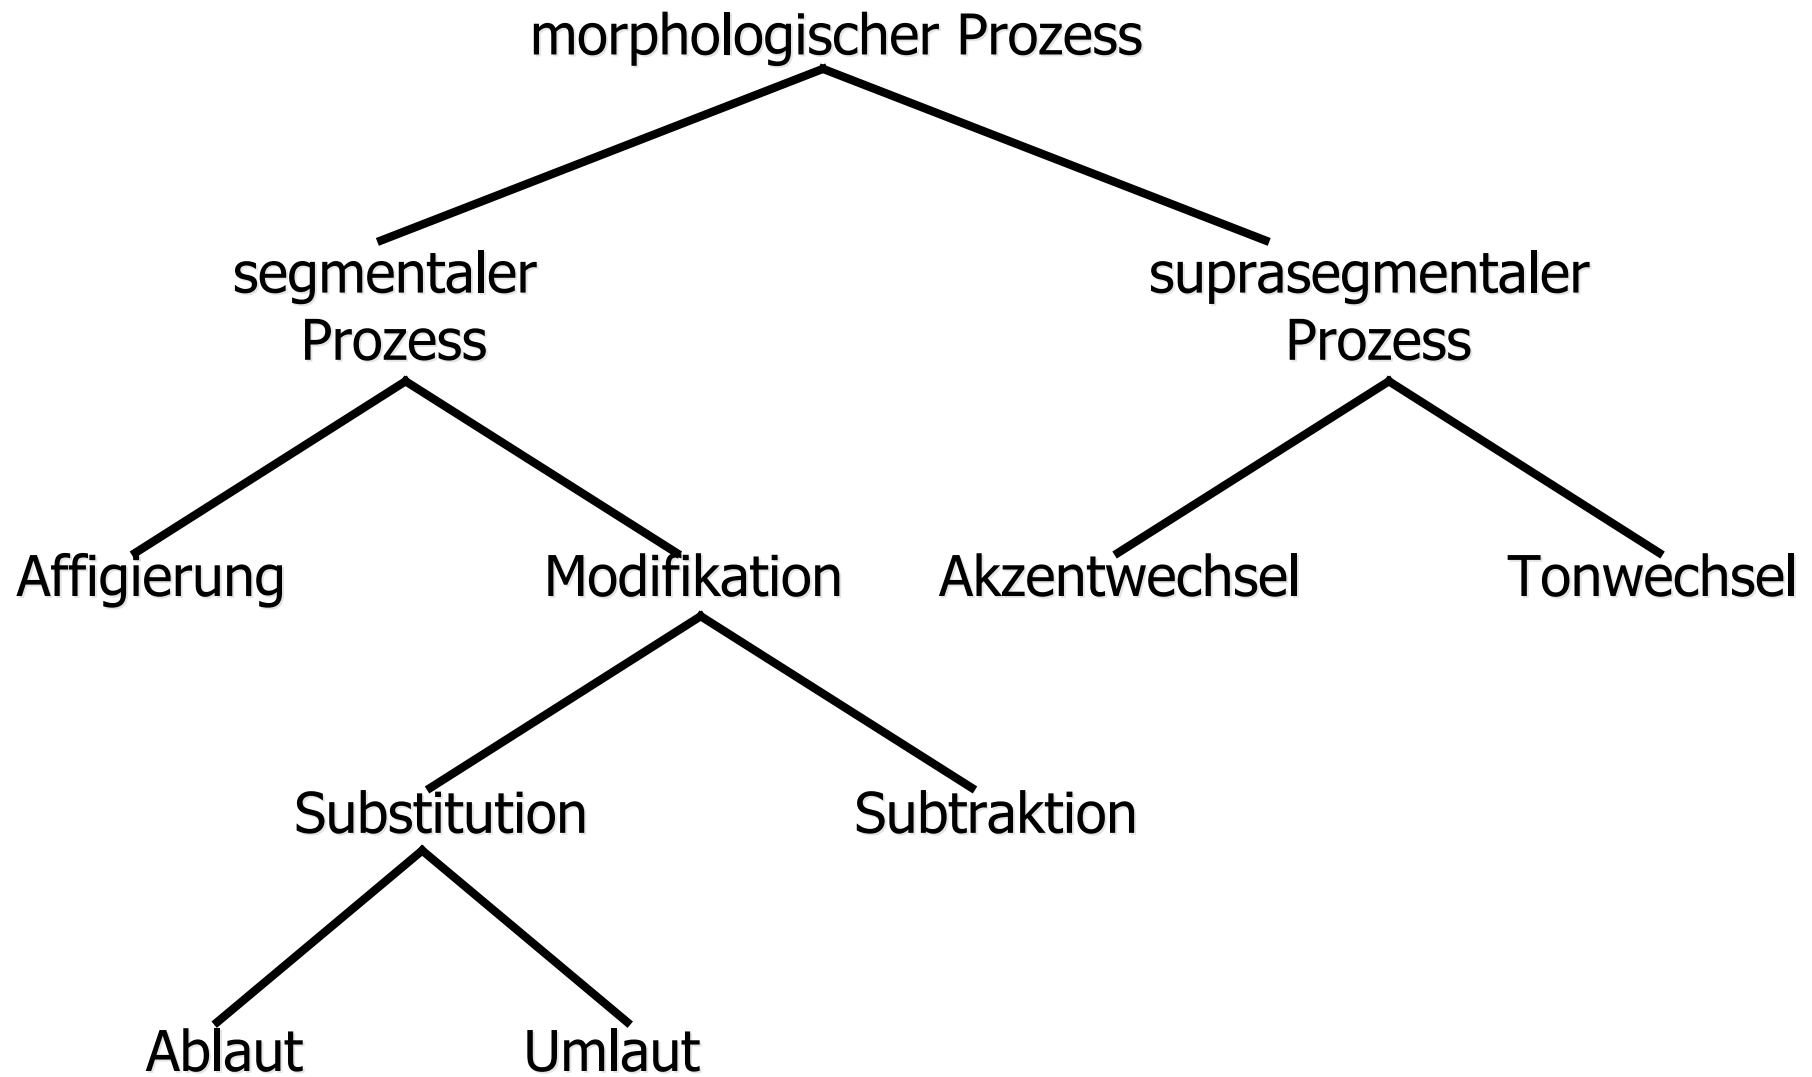 morphologischer Prozess
segmentaler
Prozess
suprasegmentaler
Prozess
Affigierung
Modifikation
Akzentwechsel
Tonwechsel
Substitution
Subtraktion
Ablaut
Umlaut